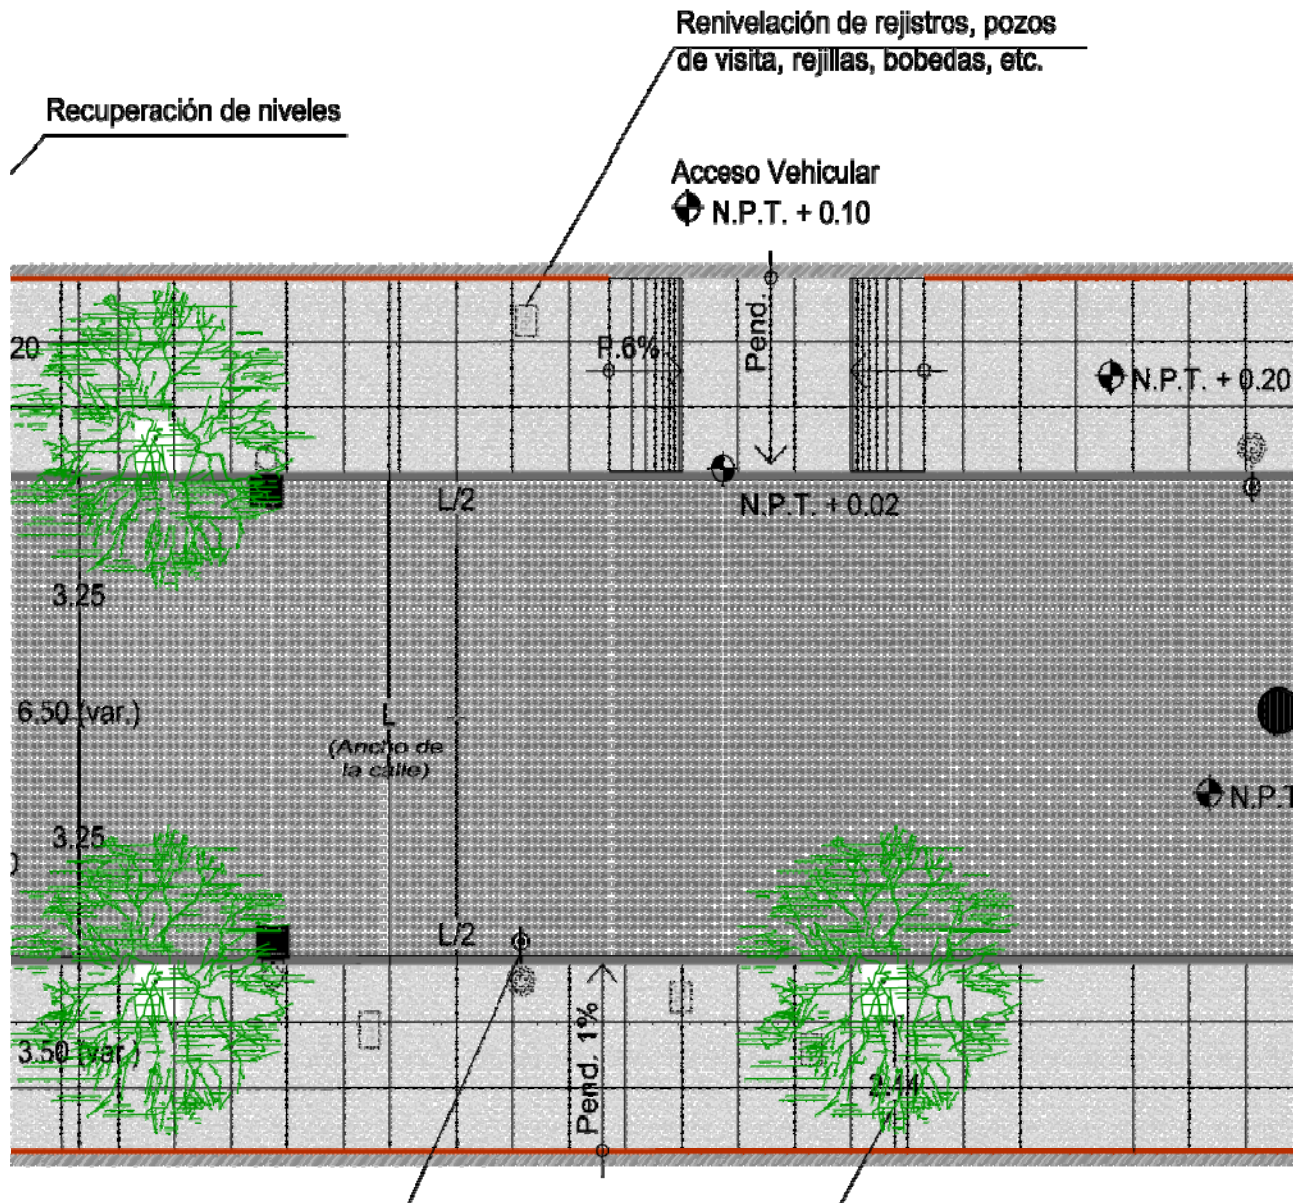 Renivelación de rejistros, pozos
de visita, rejillas, bobedas, etc.
Recuperación de niveles
Acceso Vehicular
N.P.T. + 0.10
20
P.6%
Pend.
N.P.T. + 0.20
L/2
N.P.T. + 0.02
3.25
6.50 (var.)
L
(Ancho de
la calle)
N.P.T
3.25
L/2
3.50 (var.)
Pend. 1%
2.44